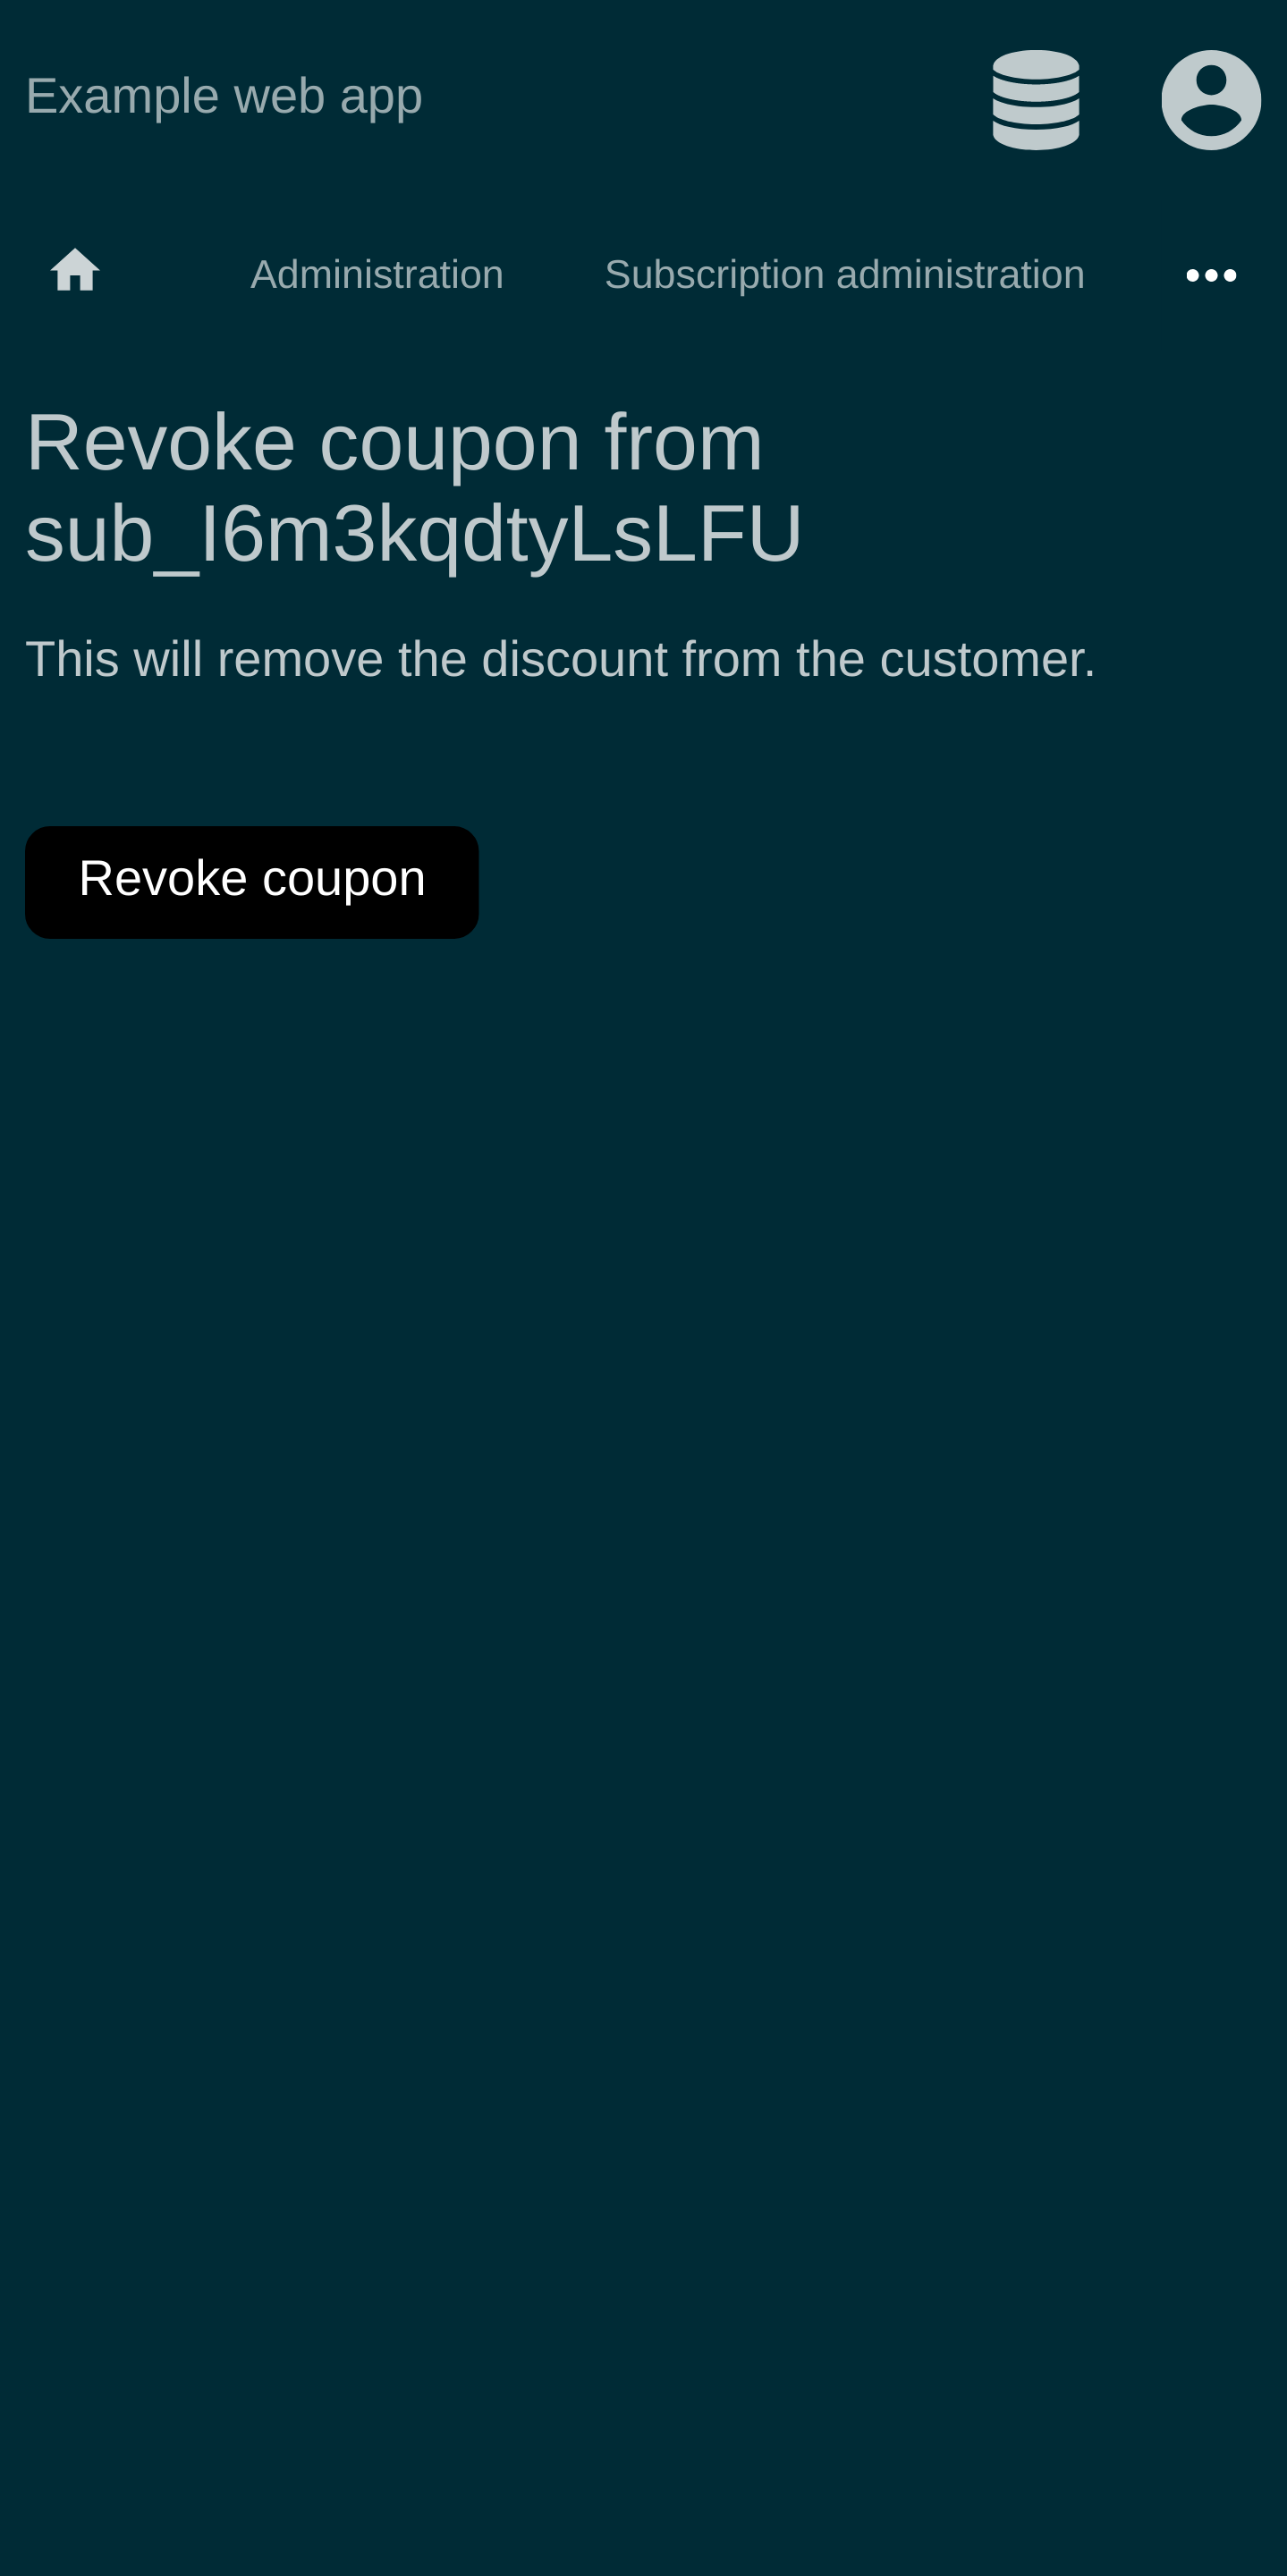 Example web app
Administration Subscription administration
Revoke coupon from
sub_I6m3kqdtyLsLFU
This will remove the discount from the customer.
Revoke coupon